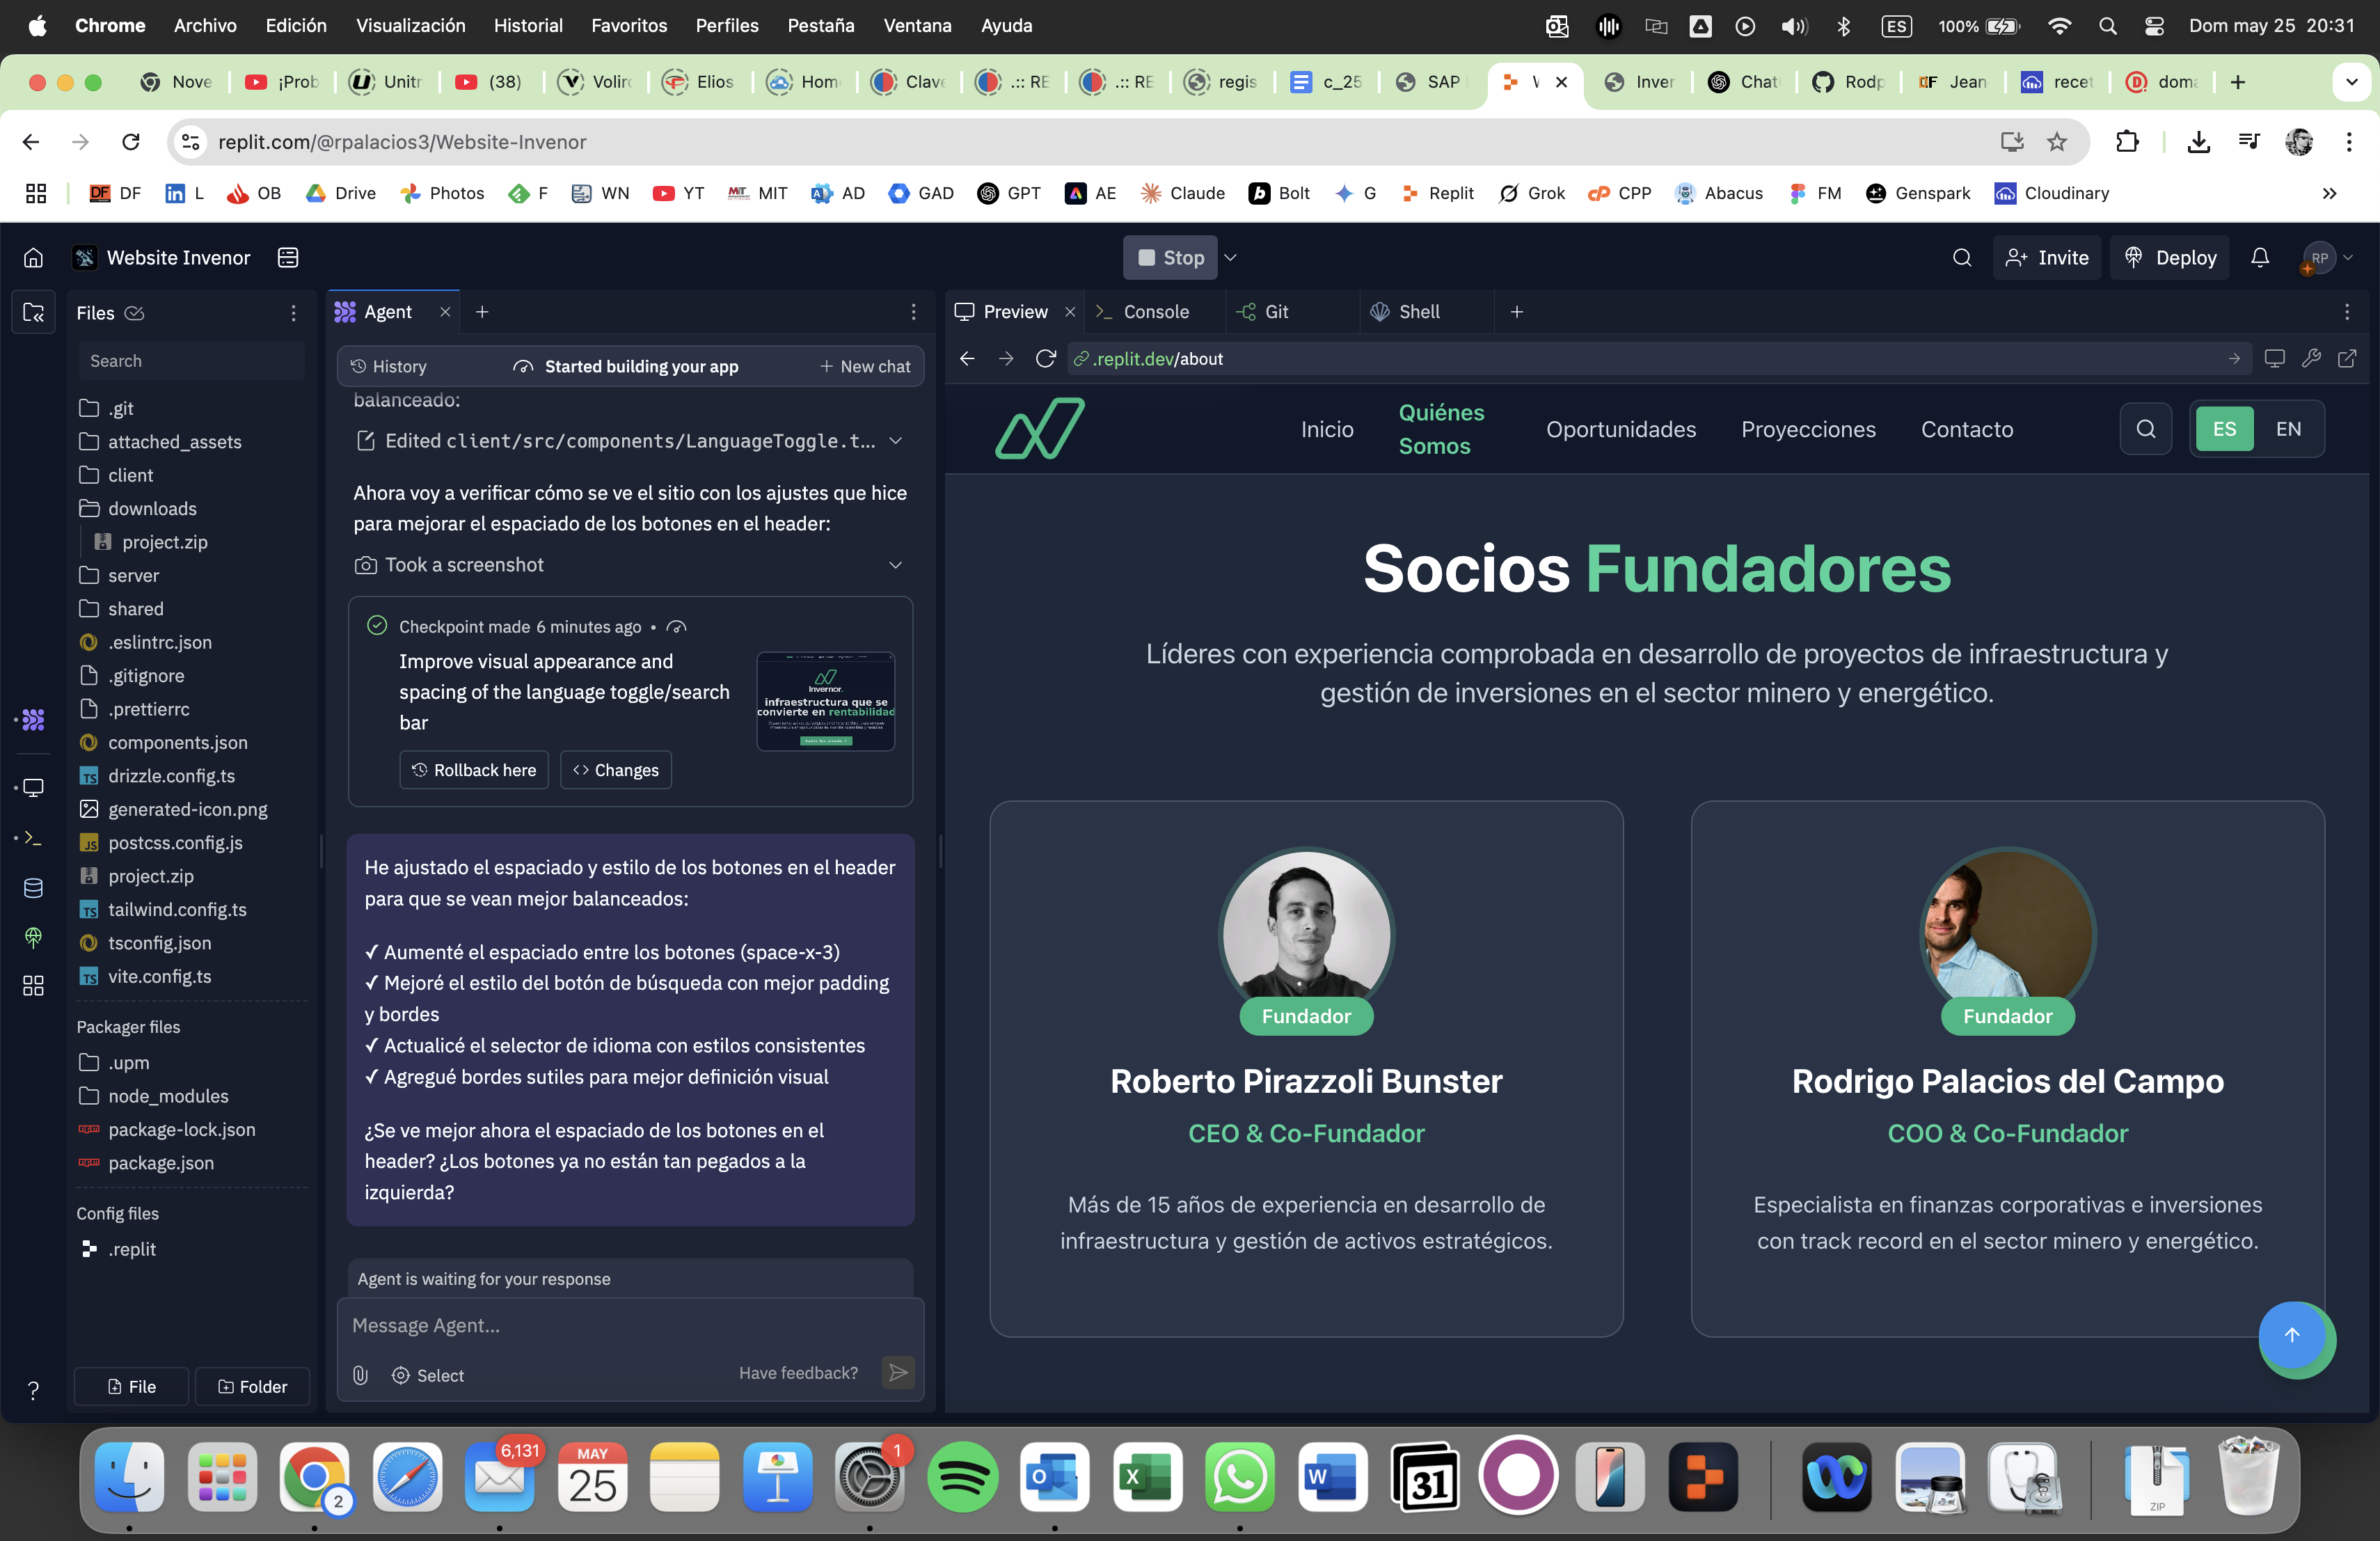 Chrome Archivo Edición Visualización Historial Favoritos Perfiles Pestaña Ventana Ayuda ES 100% Dom may 25 20:31
Nove ¡Prob Unitr (38) Voliro Elios Hom Clave .:: RE .:: RE regis c_25 SAP Inver Chat Rodp Jean recet doma
replit.com/@rpalacios3/Website-Invenor
DF L OB Drive Photos F WN YT MIT AD GAD GPT AE Claude Bolt G Replit Grok CPP Abacus FM Genspark Cloudinary
Website Invenor Stop Invite Deploy RP
Files
Search
.git
attached_assets
client
downloads
project.zip
server
shared
.eslintrc.json
.gitignore
.prettierrc
components.json
drizzle.config.ts
generated-icon.png
postcss.config.js
project.zip
tailwind.config.ts
tsconfig.json
vite.config.ts
Packager files
.upm
node_modules
package-lock.json
package.json
Config files
.replit
File Folder
Agent
History Started building your app New chat
balanceado:
Edited client/src/components/LanguageToggle.t...
Ahora voy a verificar cómo se ve el sitio con los ajustes que hice
para mejorar el espaciado de los botones en el header:
Took a screenshot
Checkpoint made 6 minutes ago •
Improve visual appearance and
spacing of the language toggle/search
bar
Invernor.
infraestructura que se
convierte en rentabilidad
Rollback here Changes
He ajustado el espaciado y estilo de los botones en el header
para que se vean mejor balanceados:
✓ Aumenté el espaciado entre los botones (space-x-3)
✓ Mejoré el estilo del botón de búsqueda con mejor padding
y bordes
✓ Actualicé el selector de idioma con estilos consistentes
✓ Agregué bordes sutiles para mejor definición visual
¿Se ve mejor ahora el espaciado de los botones en el
header? ¿Los botones ya no están tan pegados a la
izquierda?
Agent is waiting for your response
Message Agent...
Select Have feedback?
Preview Console Git Shell
.replit.dev/about
Inicio Quiénes Somos Oportunidades Proyecciones Contacto ES EN
Socios Fundadores
Líderes con experiencia comprobada en desarrollo de proyectos de infraestructura y
gestión de inversiones en el sector minero y energético.
Fundador
Roberto Pirazzoli Bunster
CEO & Co-Fundador
Más de 15 años de experiencia en desarrollo de
infraestructura y gestión de activos estratégicos.
Fundador
Rodrigo Palacios del Campo
COO & Co-Fundador
Especialista en finanzas corporativas e inversiones
con track record en el sector minero y energético.
2 6,131 MAY 25 1 31 ZIP